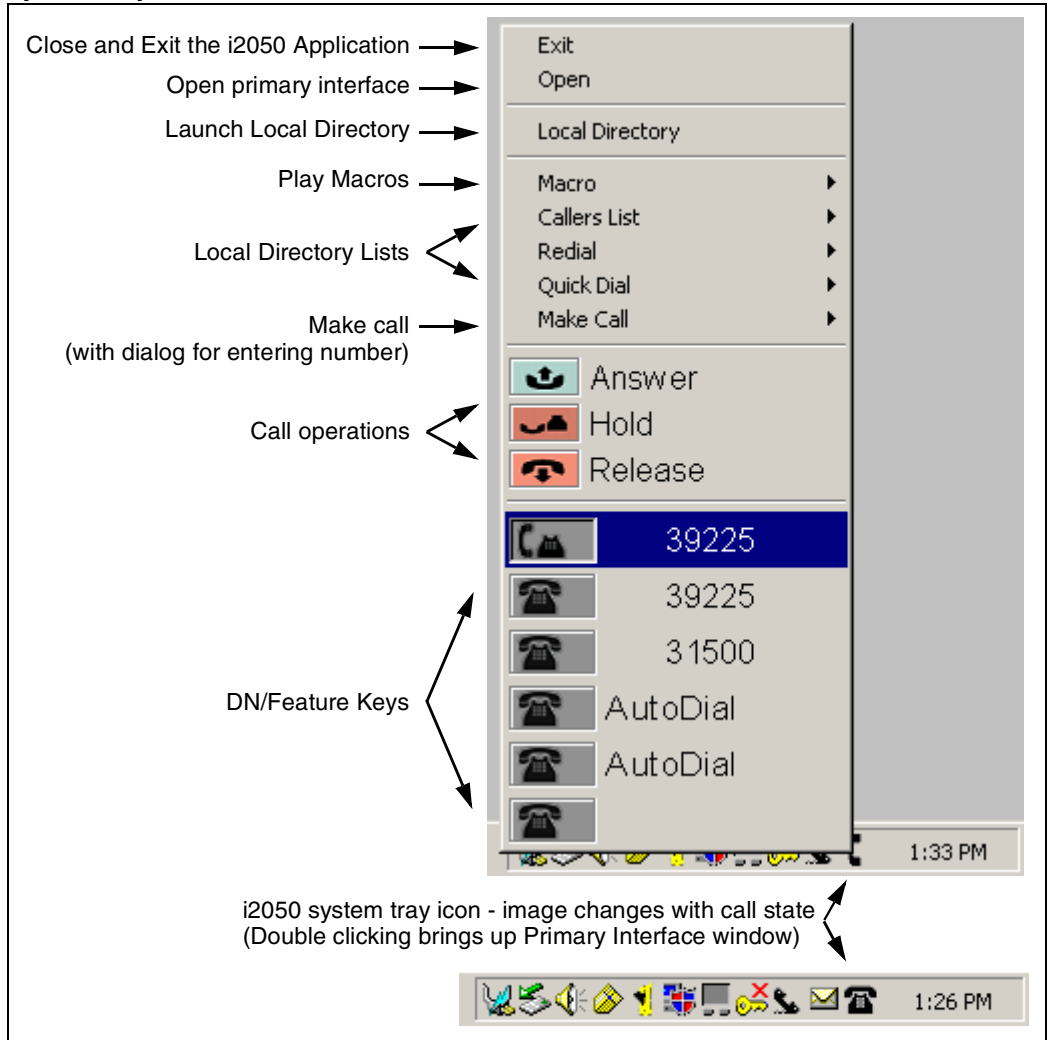 Close and Exit the i2050 Application
Exit
Open primary interface
Open
Launch Local Directory
Local Directory
Play Macros
Macro
Callers List
Local Directory Lists
Redial
Quick Dial
Make call
(with dialog for entering number)
Make Call
Answer
Call operations
Hold
Release
39225
39225
31500
DN/Feature Keys
AutoDial
AutoDial
1:33 PM
i2050 system tray icon - image changes with call state
(Double clicking brings up Primary Interface window)
1:26 PM